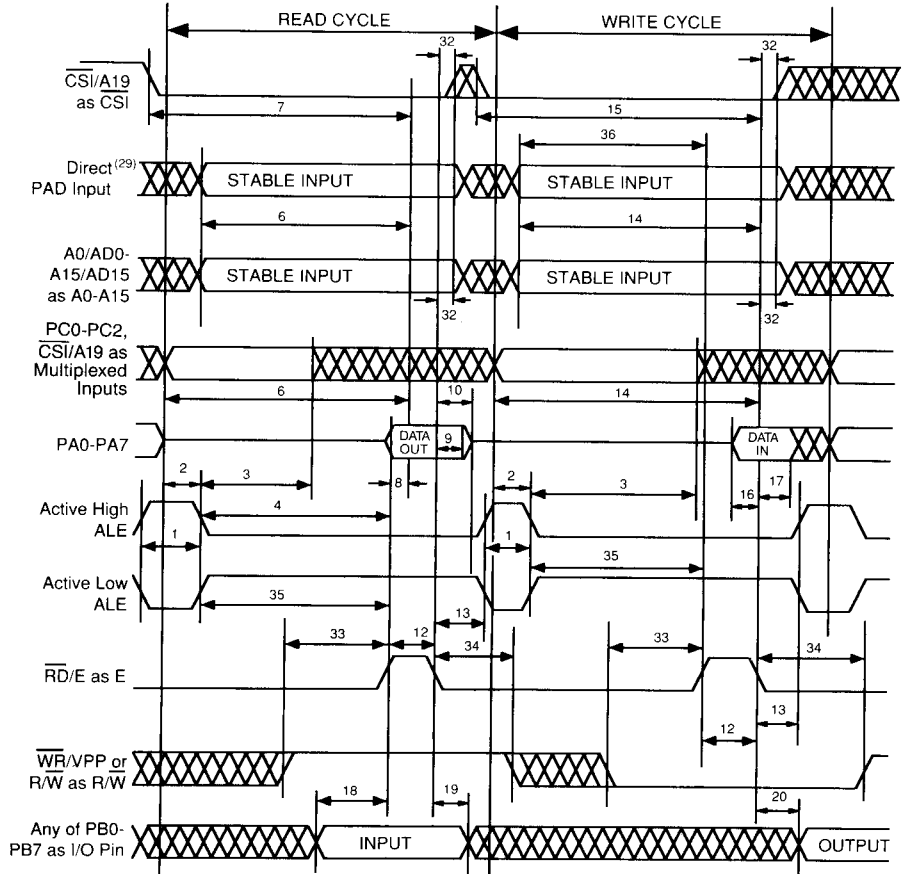 READ CYCLE
WRITE CYCLE
32
32
CSI/A19
as CSI
7
15
36
Direct(29)
PAD Input
STABLE INPUT
STABLE INPUT
6
14
A0/AD0-
A15/AD15
as A0-A15
STABLE INPUT
STABLE INPUT
32
32
PC0-PC2,
CSI/A19 as
Multiplexed
Inputs
6
10
14
PA0-PA7
DATA
OUT
9
DATA
IN
2
3
8
2
3
16
17
Active High
ALE
4
1
1
35
Active Low
ALE
35
13
33
12
34
33
34
RD/E as E
12
13
WR/VPP or
R/W as R/W
18
19
20
Any of PB0-
PB7 as I/O Pin
INPUT
OUTPUT